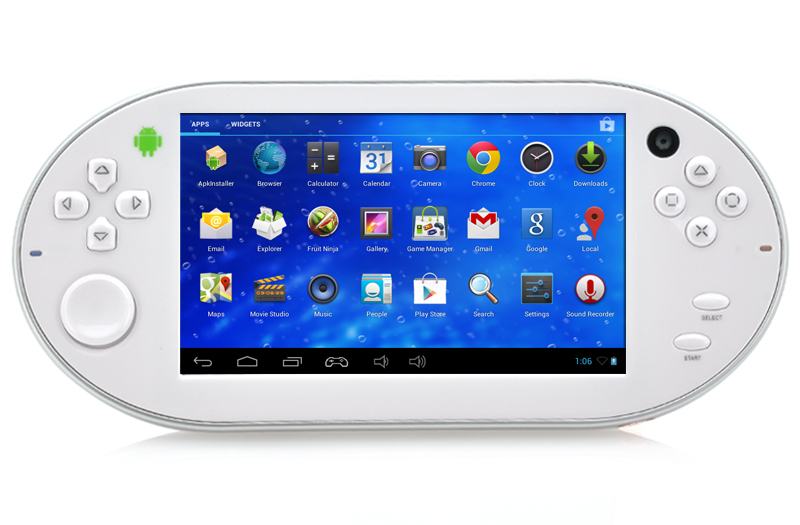 APPS WIDGETS
ApkInstaller Browser Calculator Calendar Camera Chrome Clock Downloads
Email Explorer Fruit Ninja Gallery Game Manager Gmail Google Local
Maps Movie Studio Music People Play Store Search Settings Sound Recorder
31
@
g
1:06
SELECT
START